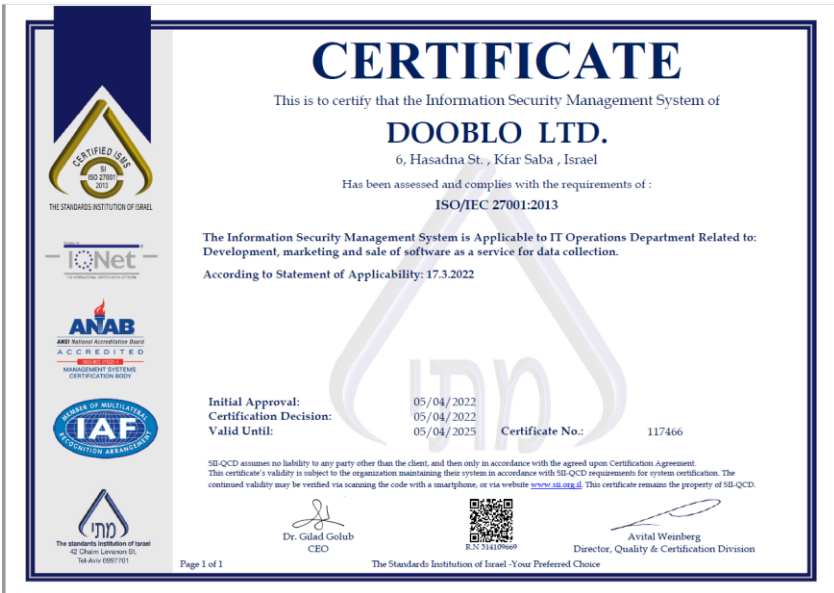 CERTIFICATE
This is to certify that the Information Security Management System of
DOOBLO LTD.
6, Hasadna St. , Kfar Saba , Israel
Has been assessed and complies with the requirements of :
ISO/IEC 27001:2013
The Information Security Management System is Applicable to IT Operations Department Related to:
Development, marketing and sale of software as a service for data collection.
According to Statement of Applicability: 17.3.2022
CERTIFIED ISMS
SI
ISO 27001:
2013
THE STANDARDS INSTITUTION OF ISRAEL
IQNet
ANAB
ANSI National Accreditation Board
ACCREDITED
MANAGEMENT SYSTEMS
CERTIFICATION BODY
MEMBER OF MULTILATERAL
IAF
RECOGNITION ARRANGEMENT
מתי
The standards Institution of Israel
42 Chaim Levanon St,
Tel-Aviv 6997701
מתי
Initial Approval: 05/04/2022
Certification Decision: 05/04/2022
Valid Until: 05/04/2025 Certificate No.: 117466
SII-QCD assumes no liability to any party other than the client, and then only in accordance with the agreed upon Certification Agreement.
This certificate's validity is subject to the organization maintaining their system in accordance with SII-QCD requirements for system certification. The
continued validity may be verified via scanning the code with a smartphone, or via website www.sii.org.il. This certificate remains the property of SII-QCD.
Dr. Gilad Golub
CEO
R.N 514109669
Avital Weinberg
Director, Quality & Certification Division
Page 1 of 1
The Standards Institution of Israel -Your Preferred Choice